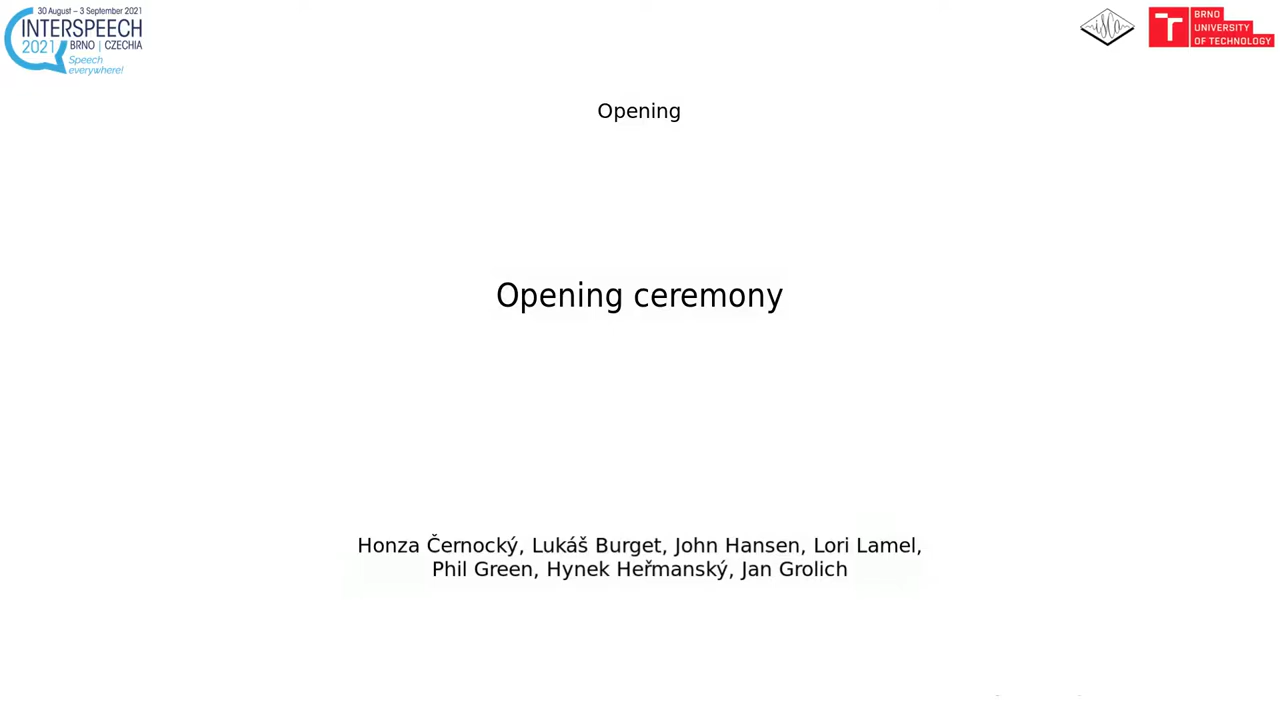 30 August – 3 September 2021
INTERSPEECH
2021 BRNO | CZECHIA
Speech
everywhere!
isca
BRNO
UNIVERSITY
OF TECHNOLOGY
Opening
Opening ceremony
Honza Černocký, Lukáš Burget, John Hansen, Lori Lamel,
Phil Green, Hynek Heřmanský, Jan Grolich